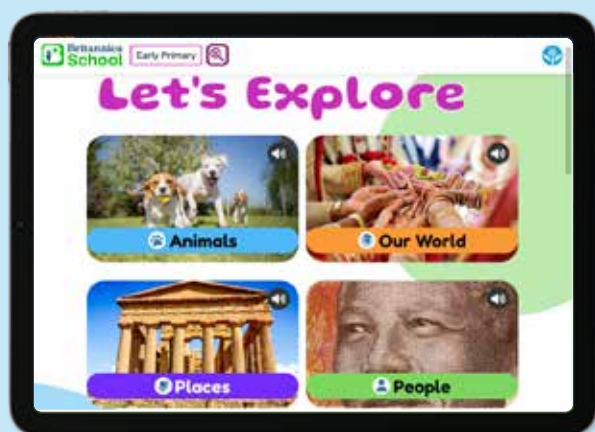 Britannica
School
Early Primary
Let's Explore
Animals
Our World
Places
People